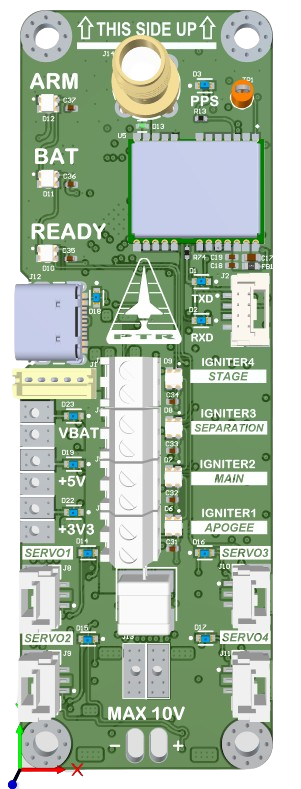 THIS SIDE UP
J1
D3
TP1
ARM
PPS
C37
R13
D12
D13
U5
BAT
C36
D11
READY
C35
D10
R74
C19
C17
C18
FB1
J12
D1
J2
D18
TXD
D2
RXD
PTR
D9
IGNITER4
STAGE
C34
D23
D8
IGNITER3
VBAT
SEPARATION
C33
D19
D7
IGNITER2
+5V
MAIN
C32
D22
D6
IGNITER1
+3V3
APOGEE
C31
SERVO1
D14
D16
SERVO3
J8
J10
SERVO2
D15
D17
SERVO4
J9
J11
MAX 10V
- +
X